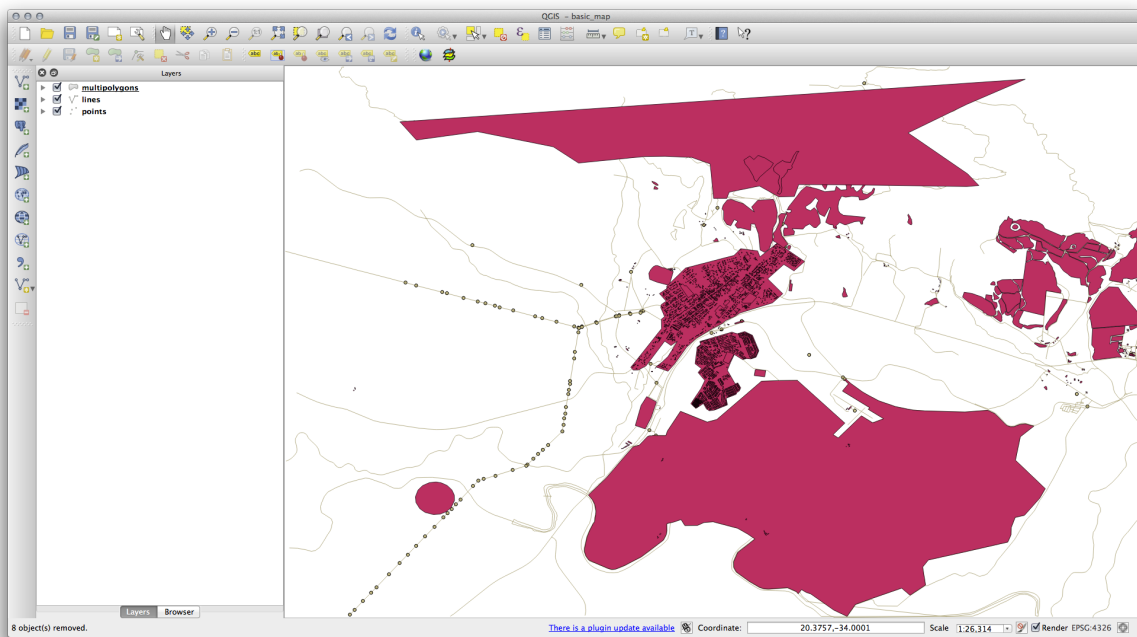 QGIS - basic_map
Layers
multipolygons
lines
points
Layers Browser
8 object(s) removed.
There is a plugin update available
Coordinate: 20.3757,-34.0001
Scale 1:26,314
Render EPSG:4326